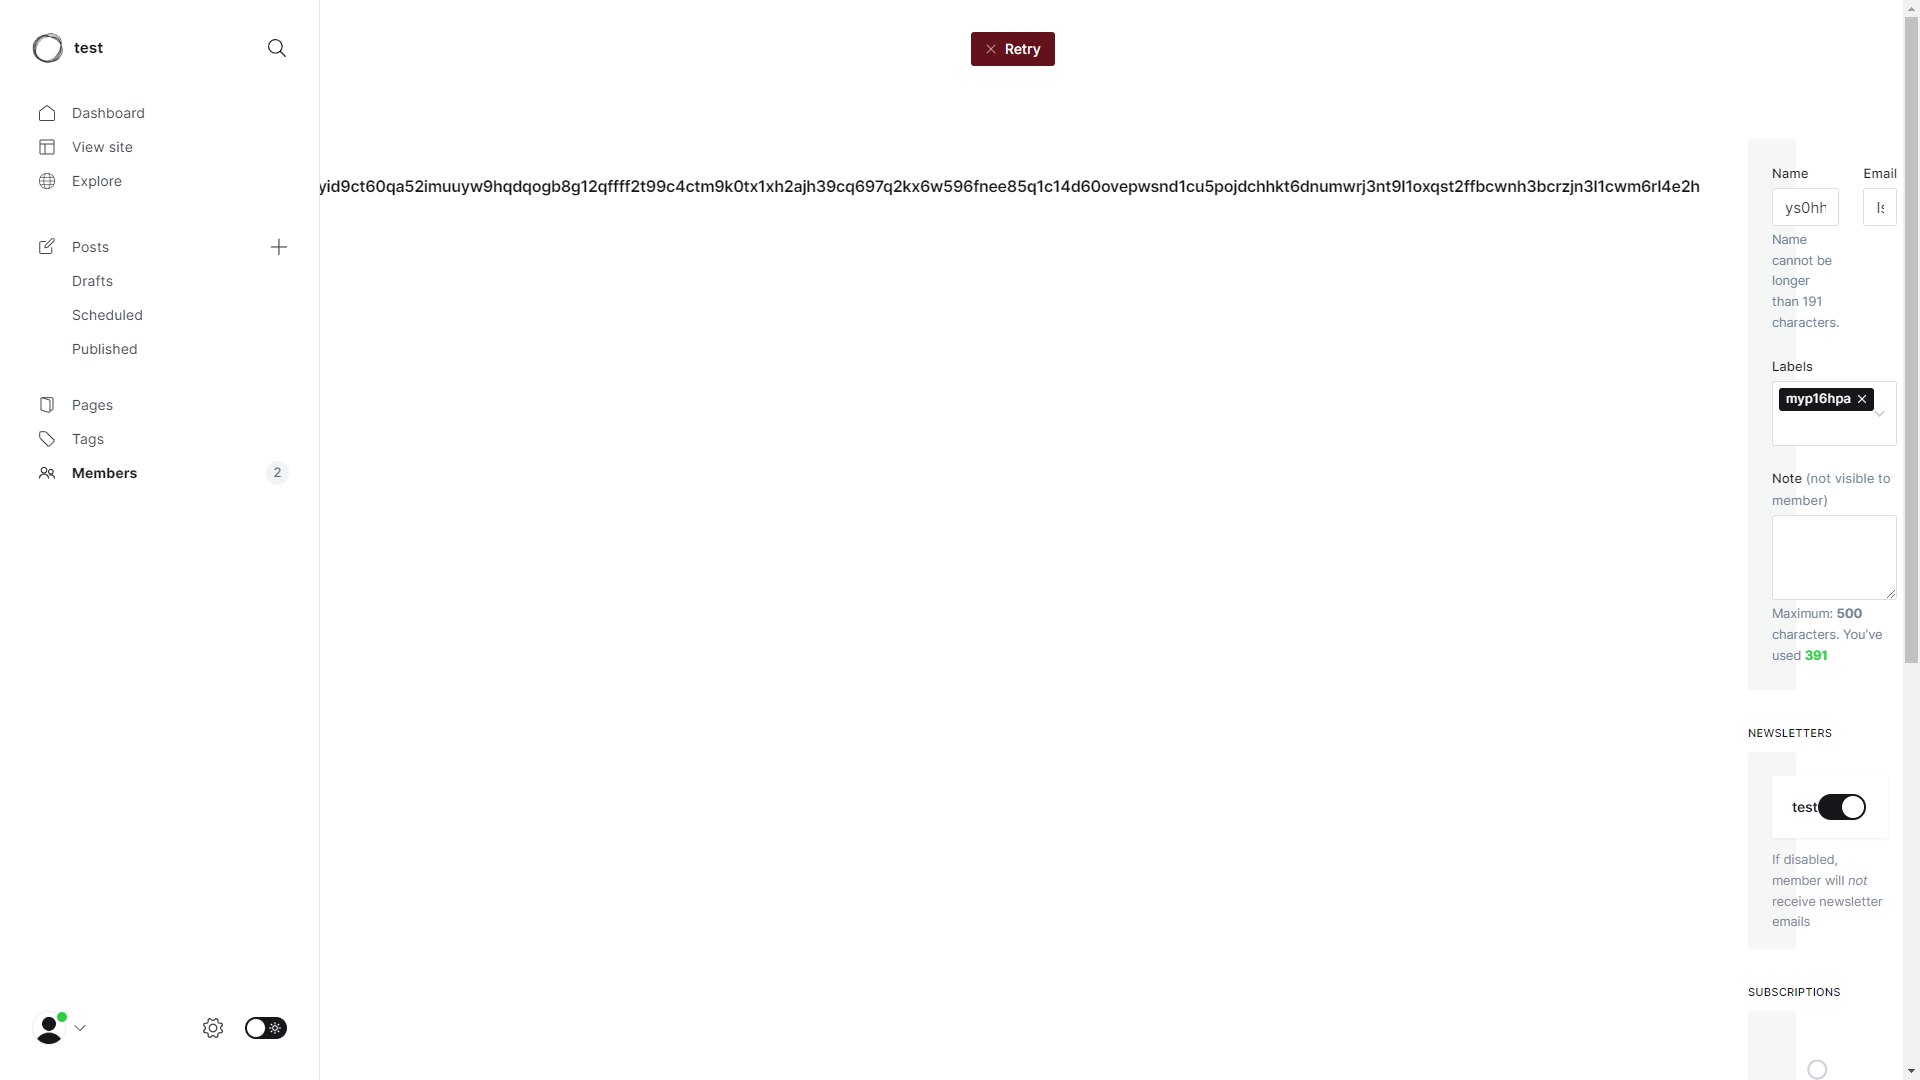 test
Retry
Dashboard
View site
Explore
yid9ct60qa52imuuyw9hqdqogb8g12qffff2t99c4ctm9k0tx1xh2ajh39cq697q2kx6w596fnee85q1c14d60ovepwsnd1cu5pojdchhkt6dnumwrj3nt9l1oxqst2ffbcwnh3bcrzjn3l1cwm6rl4e2h
Posts
Drafts
Scheduled
Published
Pages
Tags
Members 2
Name
Email
ys0hh
Name
cannot be
longer
than 191
characters.
Labels
myp16hpa
Note (not visible to
member)
Maximum: 500
characters. You've
used 391
NEWSLETTERS
test
If disabled,
member will not
receive newsletter
emails
SUBSCRIPTIONS